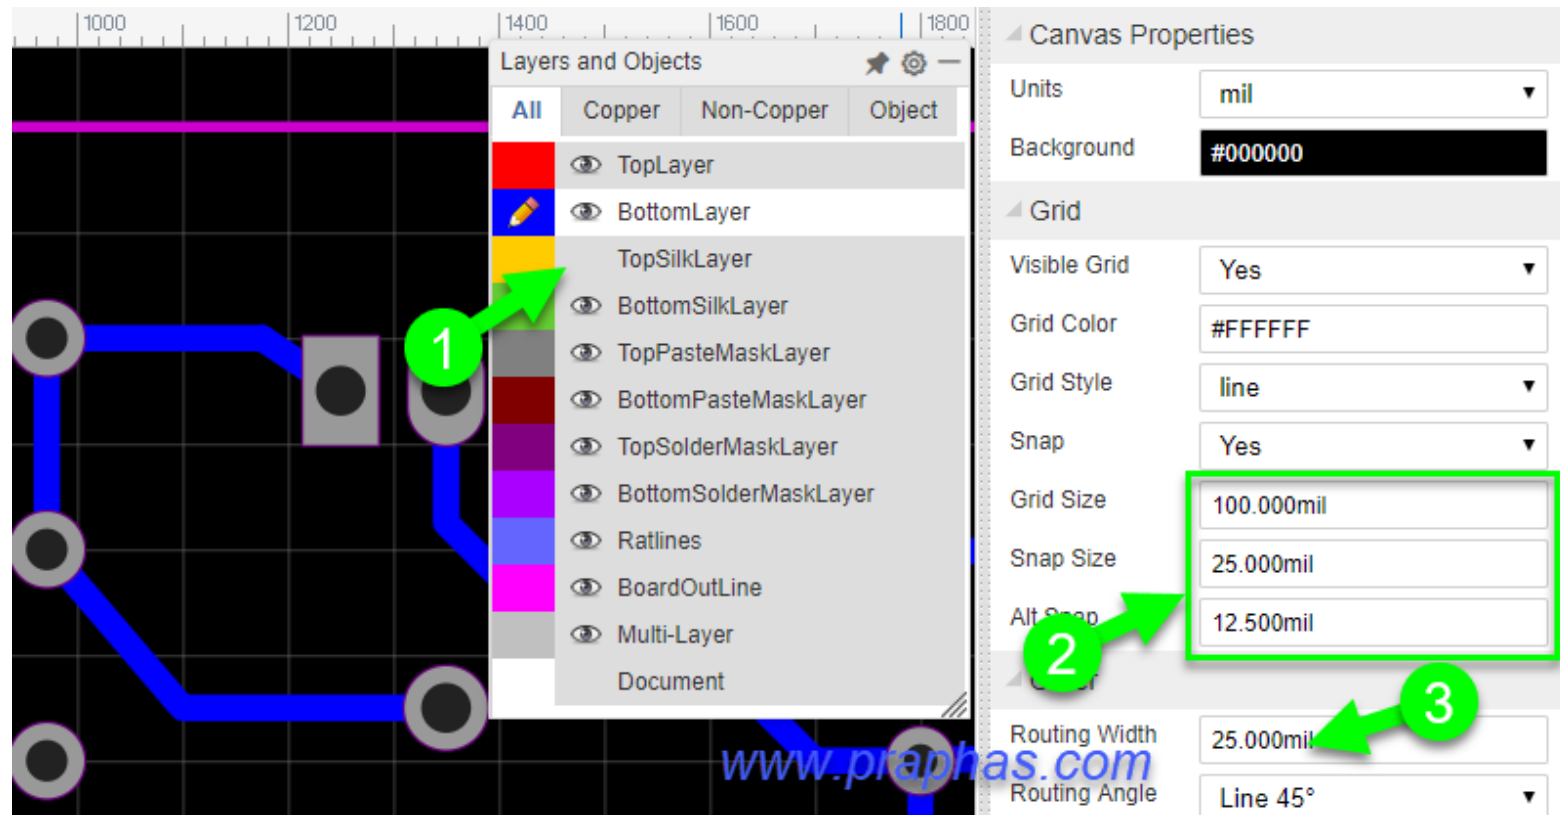 1000 1200 1400 1600 1800
Layers and Objects
All Copper Non-Copper Object
TopLayer
BottomLayer
TopSilkLayer
BottomSilkLayer
TopPasteMaskLayer
BottomPasteMaskLayer
TopSolderMaskLayer
BottomSolderMaskLayer
Ratlines
BoardOutLine
Multi-Layer
Document
1
Canvas Properties
Units mil
Background #000000
Grid
Visible Grid Yes
Grid Color #FFFFFF
Grid Style line
Snap Yes
Grid Size 100.000mil
Snap Size 25.000mil
Alt Snap 12.500mil
2
3
Routing Width 25.000mil
Routing Angle Line 45°
www.praphas.com